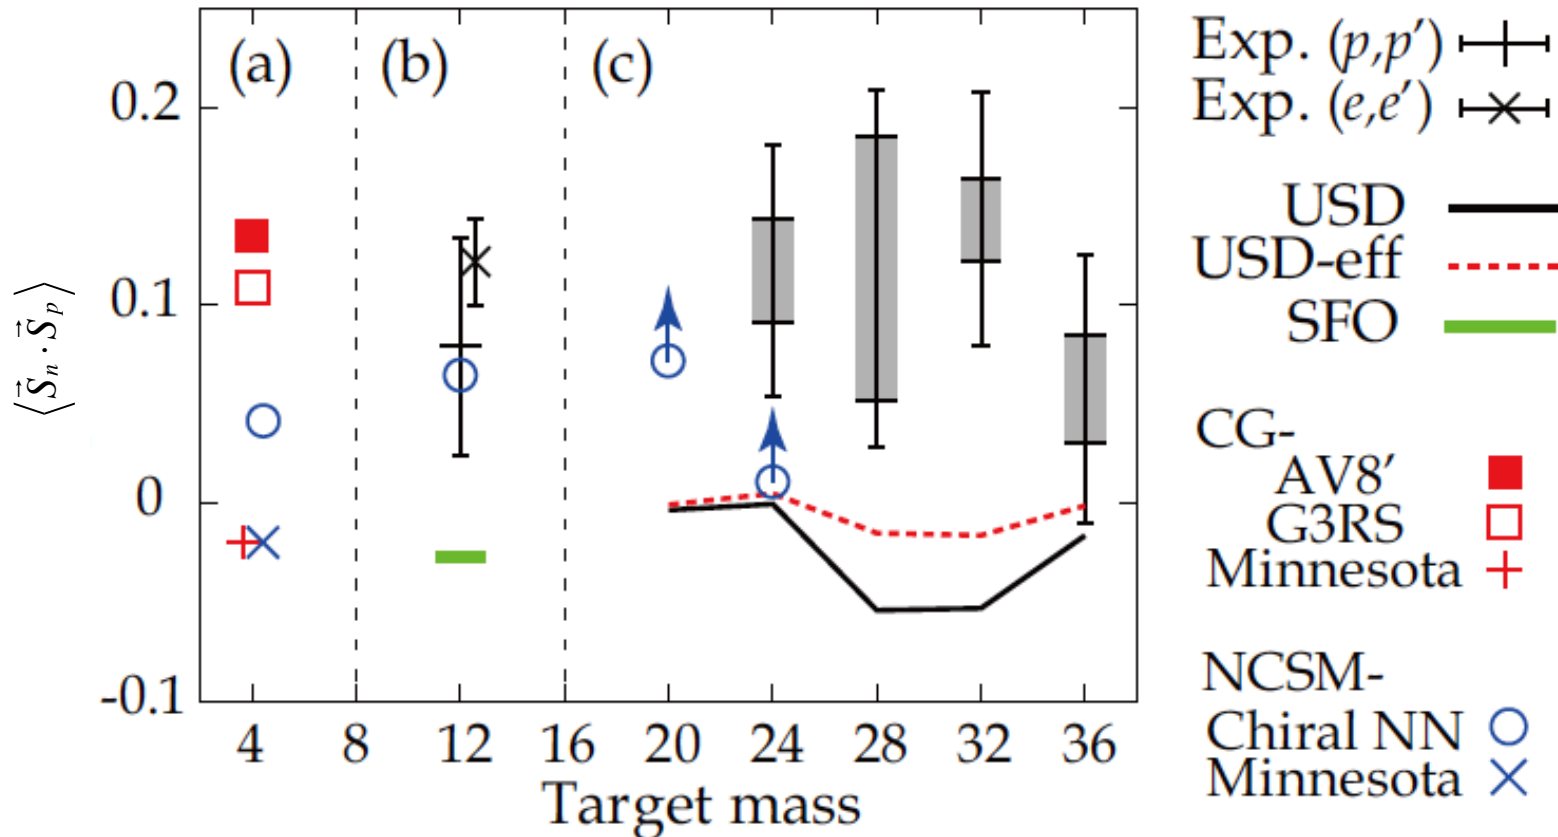 (a) (b) (c)
0.2
0.1
0
-0.1
⟨S⃗n · S⃗p⟩
4 8 12 16 20 24 28 32 36
Target mass
Exp. (p,p’)
Exp. (e,e’)
USD
USD-eff
SFO
CG-
AV8’
G3RS
Minnesota
NCSM-
Chiral NN
Minnesota